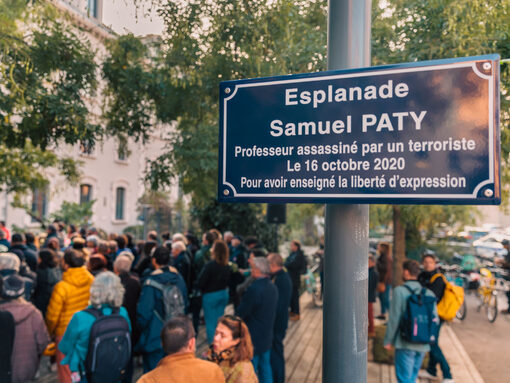 Esplanade
Samuel PATY
Professeur assassiné par un terroriste
Le 16 octobre 2020
Pour avoir enseigné la liberté d'expression